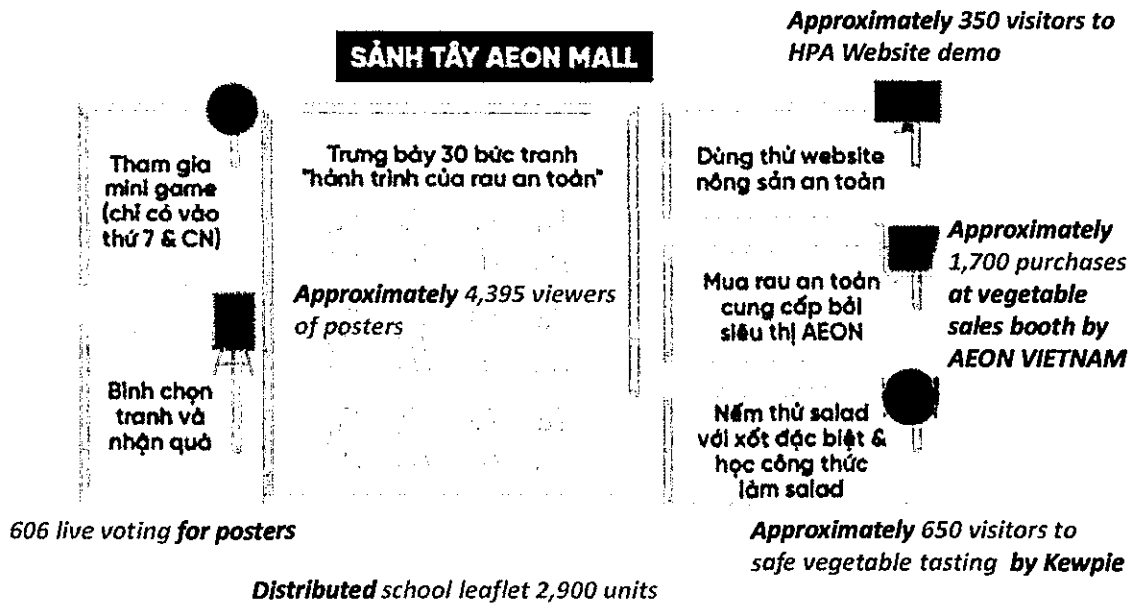 Approximately 350 visitors to
HPA Website demo
SẢNH TÂY AEON MALL
Tham gia
mini game
(chỉ có vào
thứ 7 & CN)
Trưng bày 30 bức tranh
"hành trình của rau an toàn"
Dùng thử website
nông sản an toàn
Approximately
1,700 purchases
at vegetable
sales booth by
AEON VIETNAM
Mua rau an toàn
cung cấp bởi
siêu thị AEON
Approximately 4,395 viewers
of posters
Bình chọn
tranh và
nhận quà
Nếm thử salad
với xốt đặc biệt &
học công thức
làm salad
606 live voting for posters
Approximately 650 visitors to
safe vegetable tasting by Kewpie
Distributed school leaflet 2,900 units